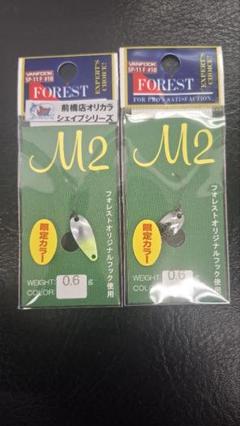 VANFOOK
SP-11F #10
FOREST
EXPERT'S
CHOICE!
前橋店オリカラ
シェイプシリーズ
M2
フォレストオリジナルフック使用
限定カラー
WEIGHT: 0.6 g
COLOR:
VANFOOK
SP-11F #10
FOREST
EXPERT'S
CHOICE!
FOR PRO'S SATISFACTION.
M2
フォレストオリジナルフック使用
限定カラー
WEIGHT: 0.6
COLOR: